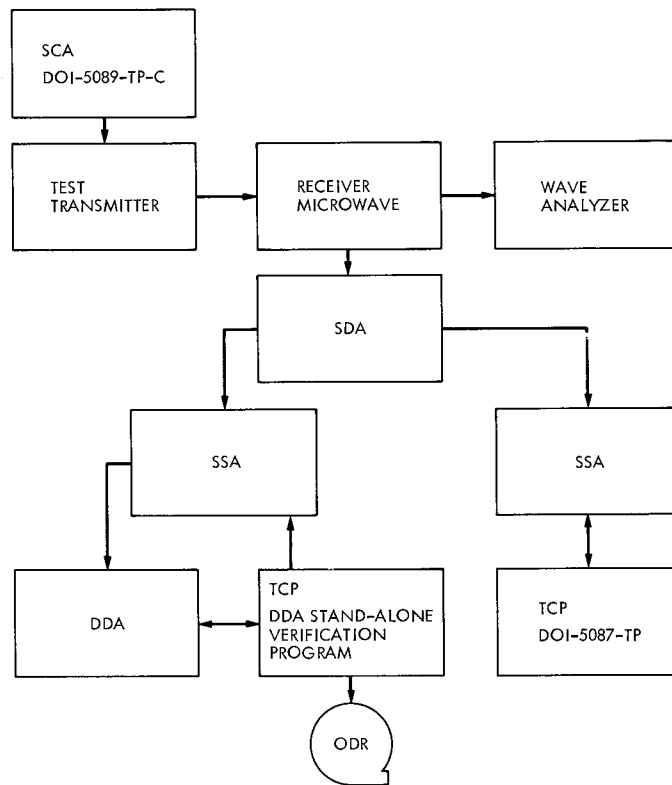 SCA
DOI-5089-TP-C
TEST
TRANSMITTER
RECEIVER
MICROWAVE
WAVE
ANALYZER
SDA
SSA
SSA
DDA
TCP
DDA STAND-ALONE
VERIFICATION
PROGRAM
TCP
DOI-5087-TP
ODR